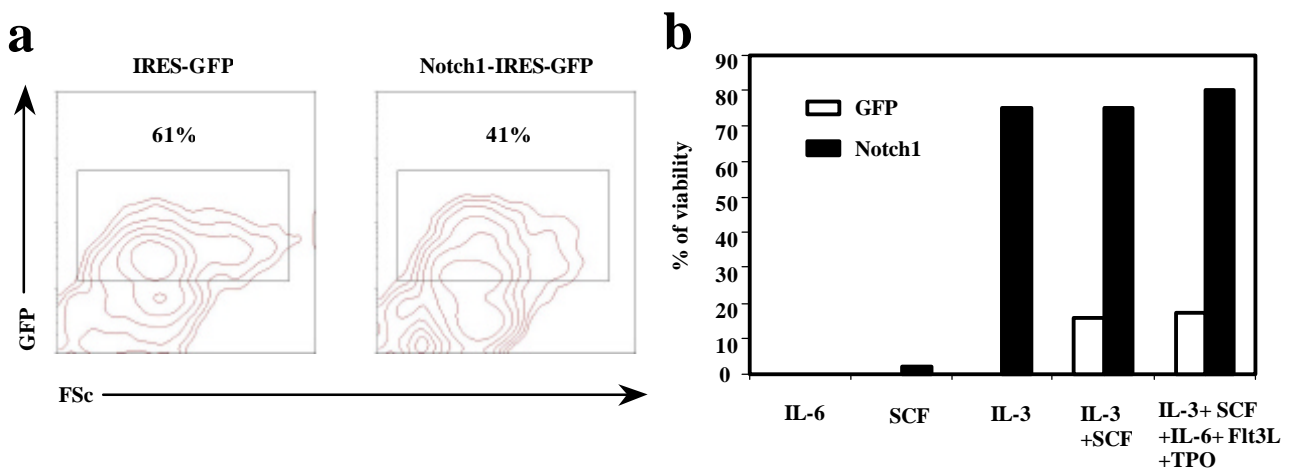 a
IRES-GFP
Notch1-IRES-GFP
61%
41%
GFP
FSc
b
90
80
70
60
50
40
30
20
10
0
% of viability
GFP
Notch1
IL-6
SCF
IL-3
IL-3
+SCF
IL-3+ SCF
+IL-6+ Flt3L
+TPO